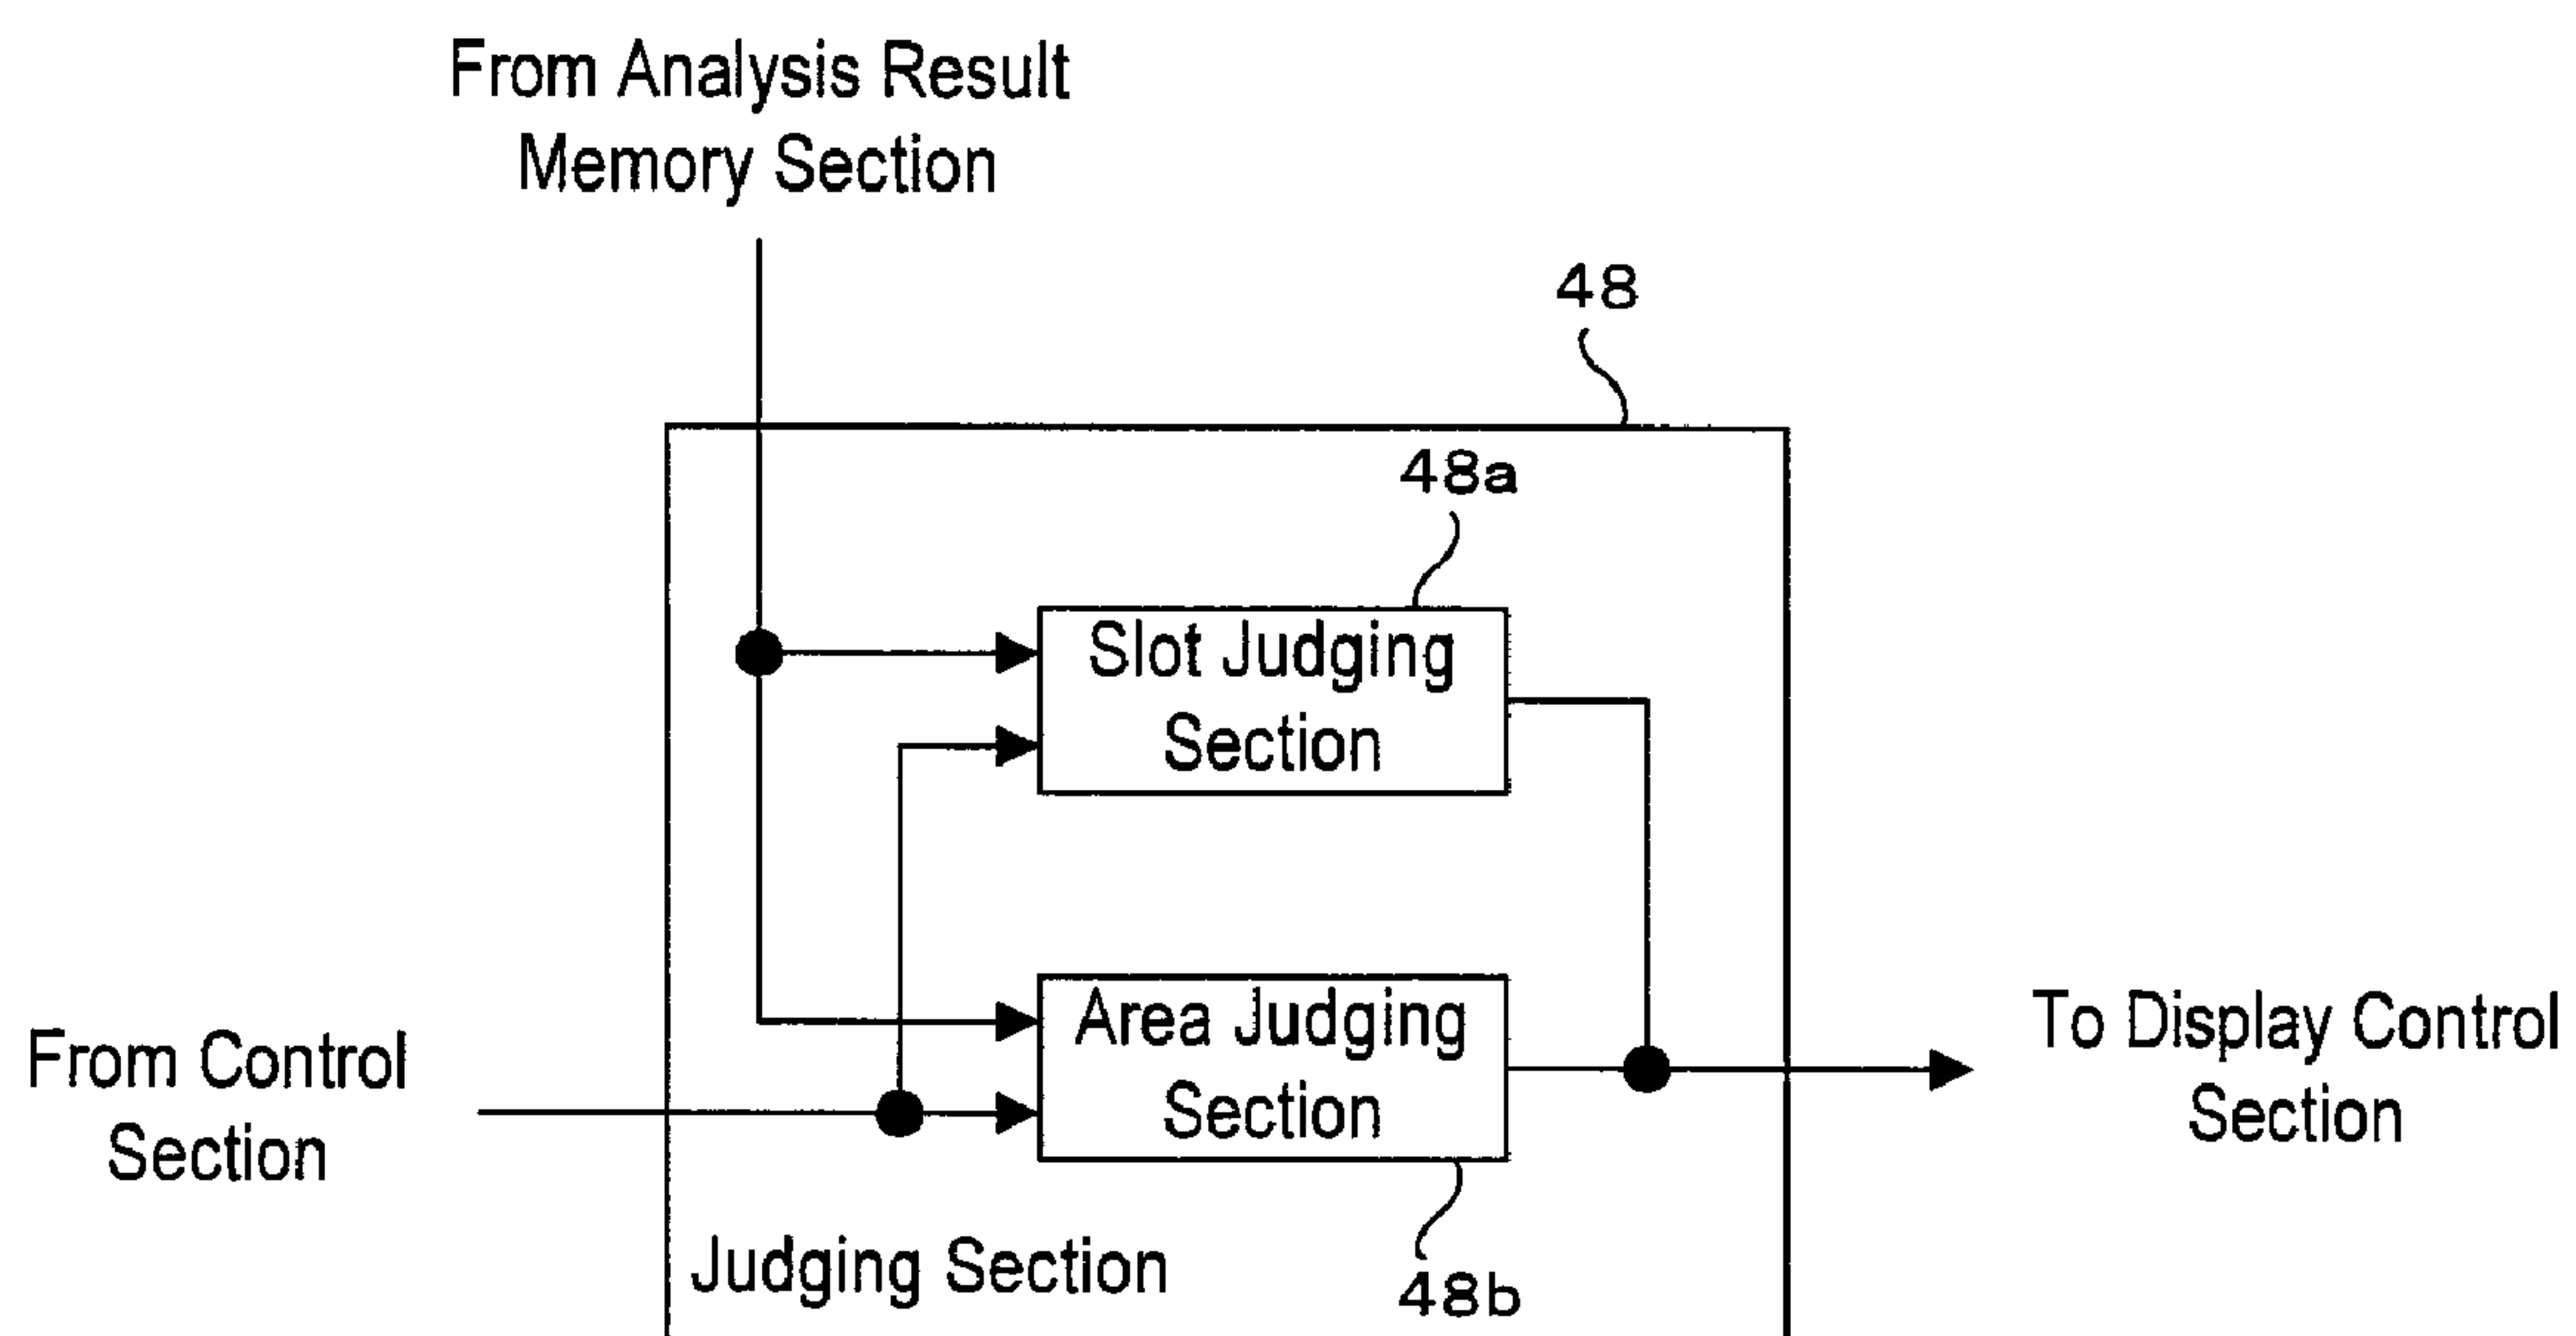 From Analysis Result
Memory Section
48
48a
Slot Judging
Section
Area Judging
Section
From Control
Section
To Display Control
Section
Judging Section
48b